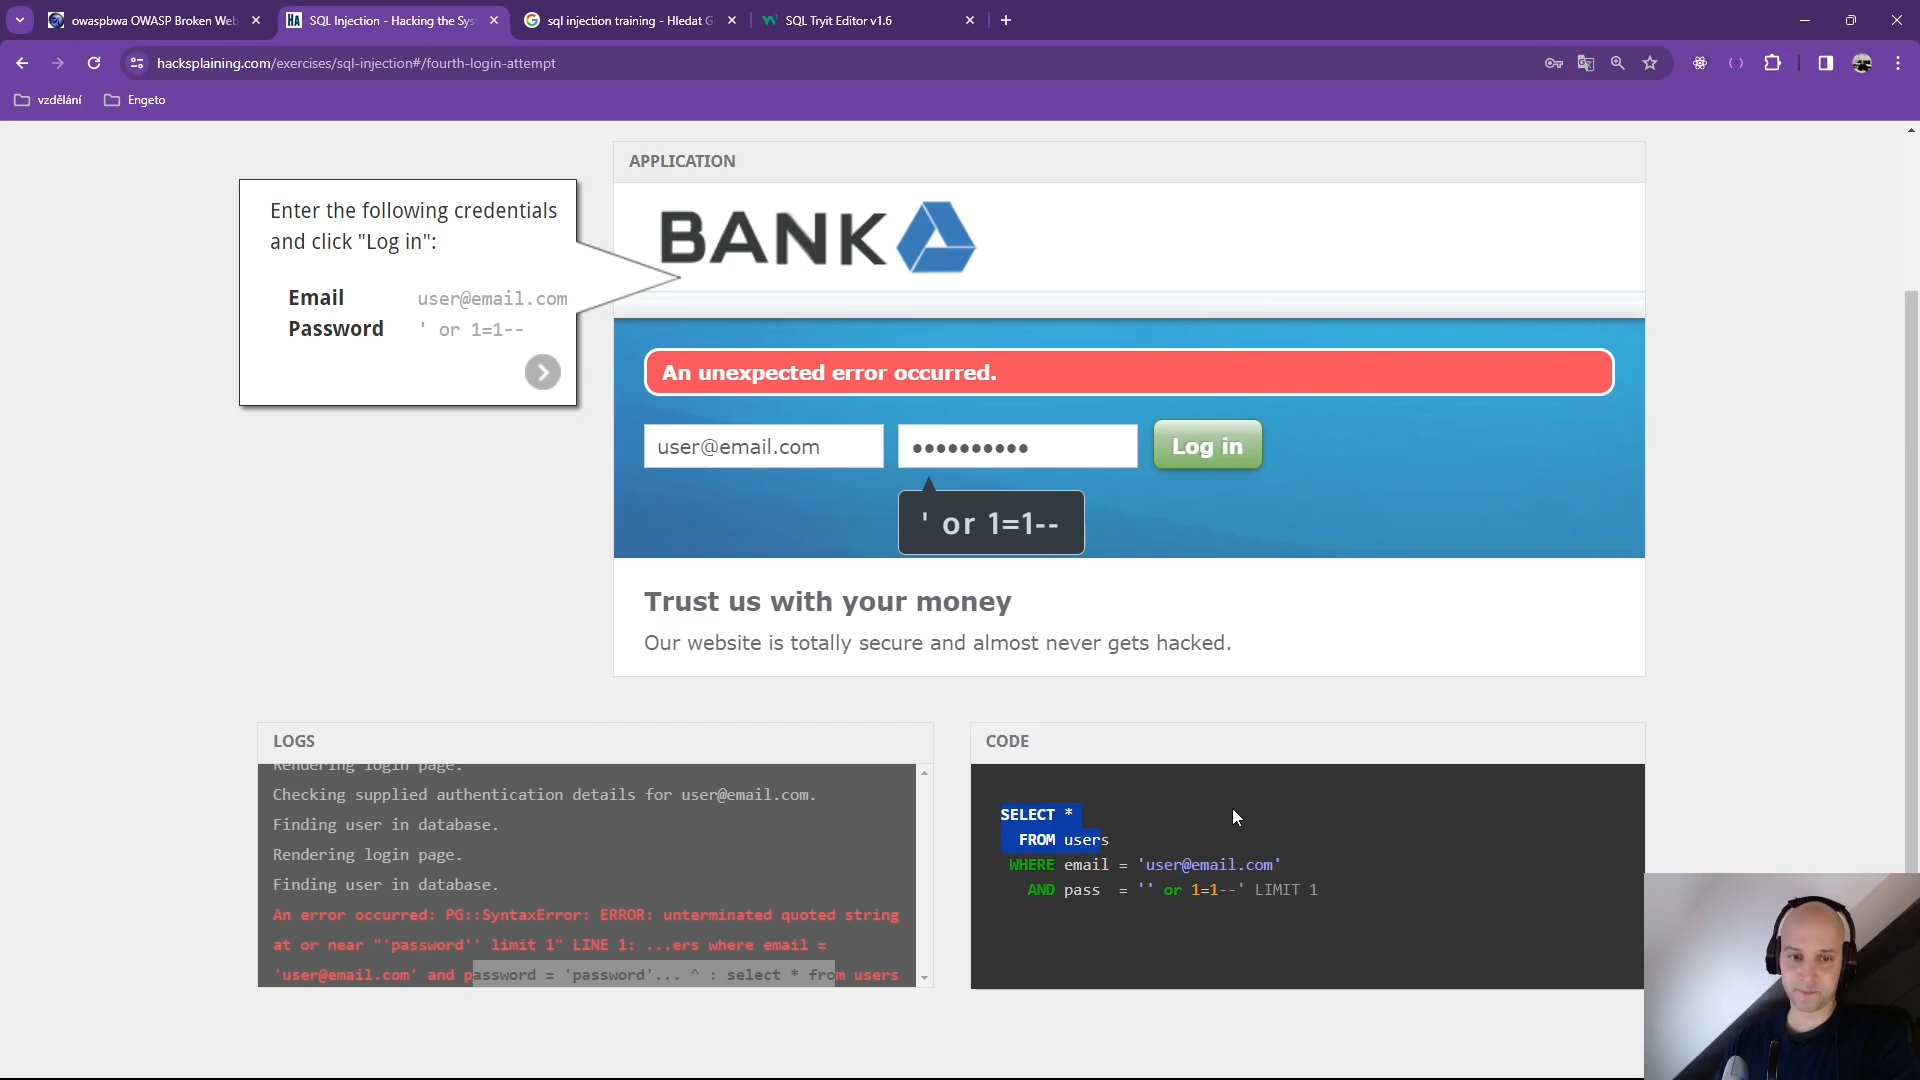 owaspbwa OWASP Broken Web
SQL Injection - Hacking the Sys
sql injection training - Hledat G
SQL Tryit Editor v1.6
hacksplaining.com/exercises/sql-injection#/fourth-login-attempt
vzdělání
Engeto
APPLICATION
Enter the following credentials
and click "Log in":
Email user@email.com
Password ' or 1=1--
BANK
An unexpected error occurred.
user@email.com
Log in
' or 1=1--
Trust us with your money
Our website is totally secure and almost never gets hacked.
LOGS
Rendering login page.
Checking supplied authentication details for user@email.com.
Finding user in database.
Rendering login page.
Finding user in database.
An error occurred: PG::SyntaxError: ERROR: unterminated quoted string
at or near "'password'' limit 1" LINE 1: ...ers where email =
'user@email.com' and password = 'password'... ^ : select * from users
CODE
SELECT *
FROM users
WHERE email = 'user@email.com'
AND pass = '' or 1=1--' LIMIT 1